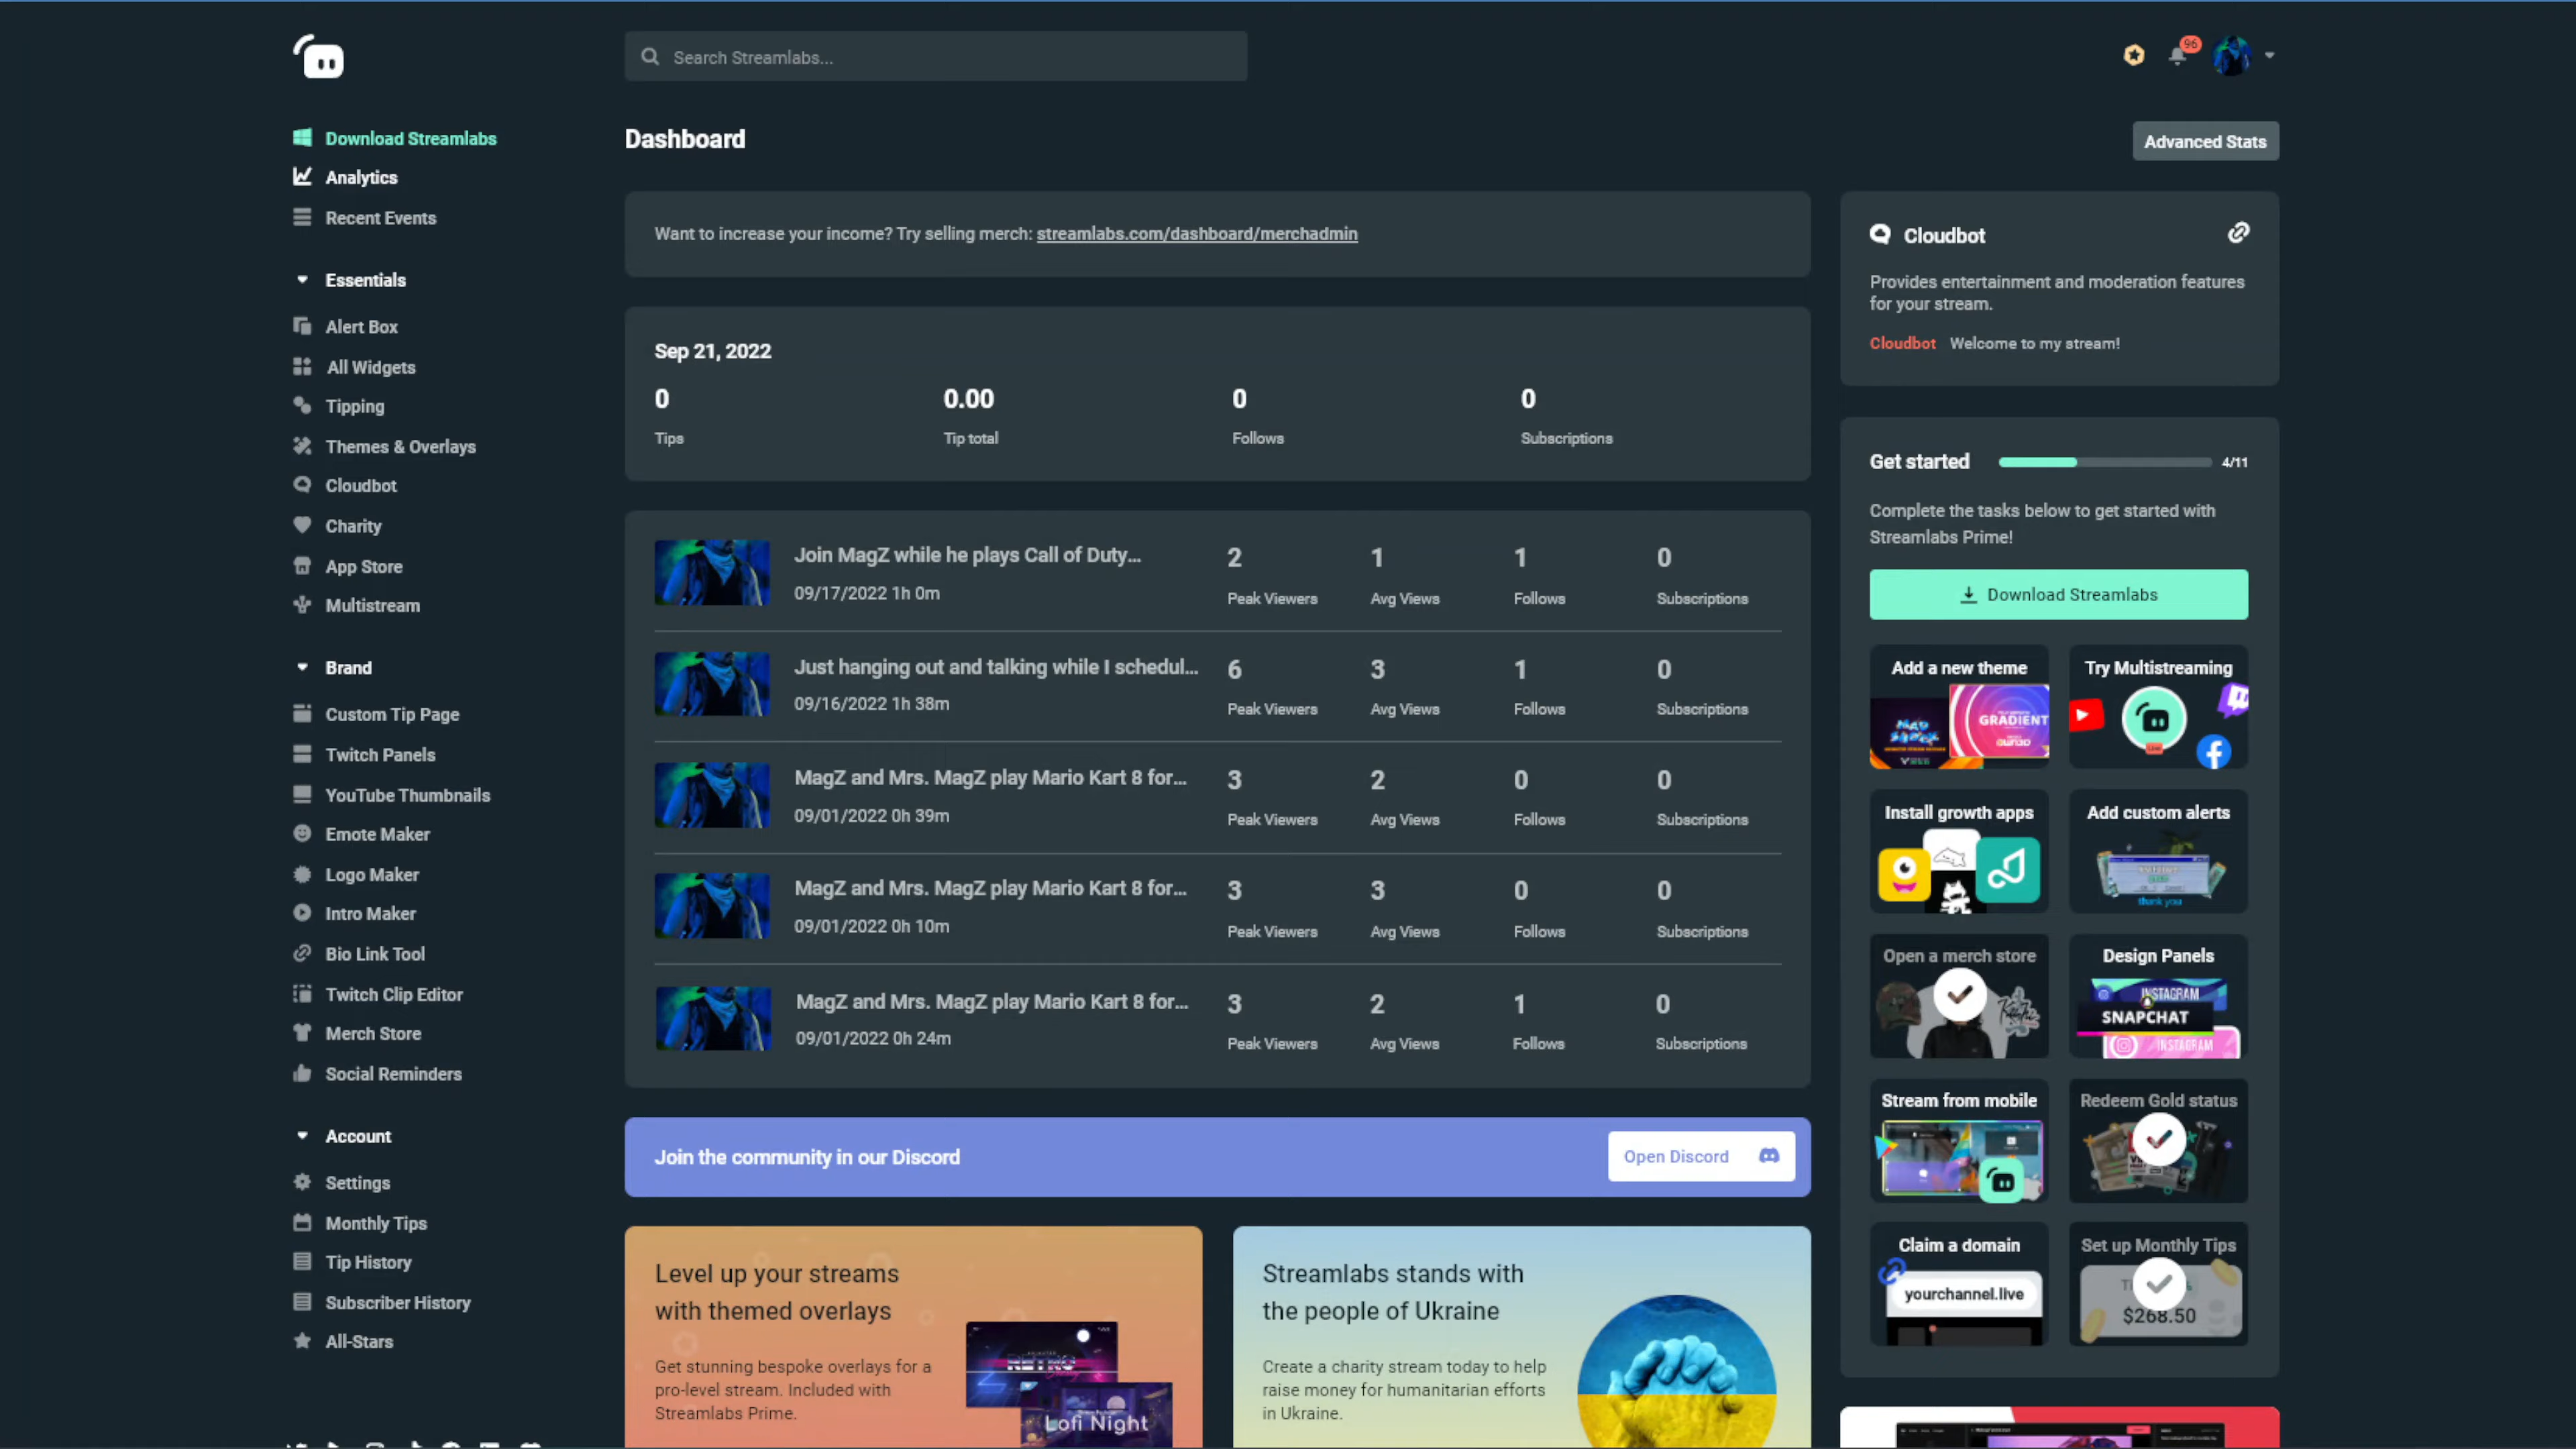 Search Streamlabs...
96
Download Streamlabs
Analytics
Recent Events
Essentials
Alert Box
All Widgets
Tipping
Themes & Overlays
Cloudbot
Charity
App Store
Multistream
Brand
Custom Tip Page
Twitch Panels
YouTube Thumbnails
Emote Maker
Logo Maker
Intro Maker
Bio Link Tool
Twitch Clip Editor
Merch Store
Social Reminders
Account
Settings
Monthly Tips
Tip History
Subscriber History
All-Stars
Dashboard
Advanced Stats
Want to increase your income? Try selling merch: streamlabs.com/dashboard/merchadmin
Sep 21, 2022
0 0.00 0 0
Tips Tip total Follows Subscriptions
Join MagZ while he plays Call of Duty... 2 1 1 0
09/17/2022 1h 0m Peak Viewers Avg Views Follows Subscriptions
Just hanging out and talking while I schedul... 6 3 1 0
09/16/2022 1h 38m Peak Viewers Avg Views Follows Subscriptions
MagZ and Mrs. MagZ play Mario Kart 8 for... 3 2 0 0
09/01/2022 0h 39m Peak Viewers Avg Views Follows Subscriptions
MagZ and Mrs. MagZ play Mario Kart 8 for... 3 3 0 0
09/01/2022 0h 10m Peak Viewers Avg Views Follows Subscriptions
MagZ and Mrs. MagZ play Mario Kart 8 for... 3 2 1 0
09/01/2022 0h 24m Peak Viewers Avg Views Follows Subscriptions
Join the community in our Discord
Open Discord
Level up your streams
with themed overlays
Get stunning bespoke overlays for a
pro-level stream. Included with
Streamlabs Prime.
RETRO
Lofi Night
Streamlabs stands with
the people of Ukraine
Create a charity stream today to help
raise money for humanitarian efforts
in Ukraine.
Cloudbot
Provides entertainment and moderation features
for your stream.
Cloudbot Welcome to my stream!
Get started 4/11
Complete the tasks below to get started with
Streamlabs Prime!
Download Streamlabs
Add a new theme
GRADIENT
Try Multistreaming
Install growth apps
Add custom alerts
thank you
Open a merch store
Design Panels
INSTAGRAM
SNAPCHAT
INSTAGRAM
Stream from mobile
Redeem Gold status
Claim a domain
yourchannel.live
Set up Monthly Tips
$268.50